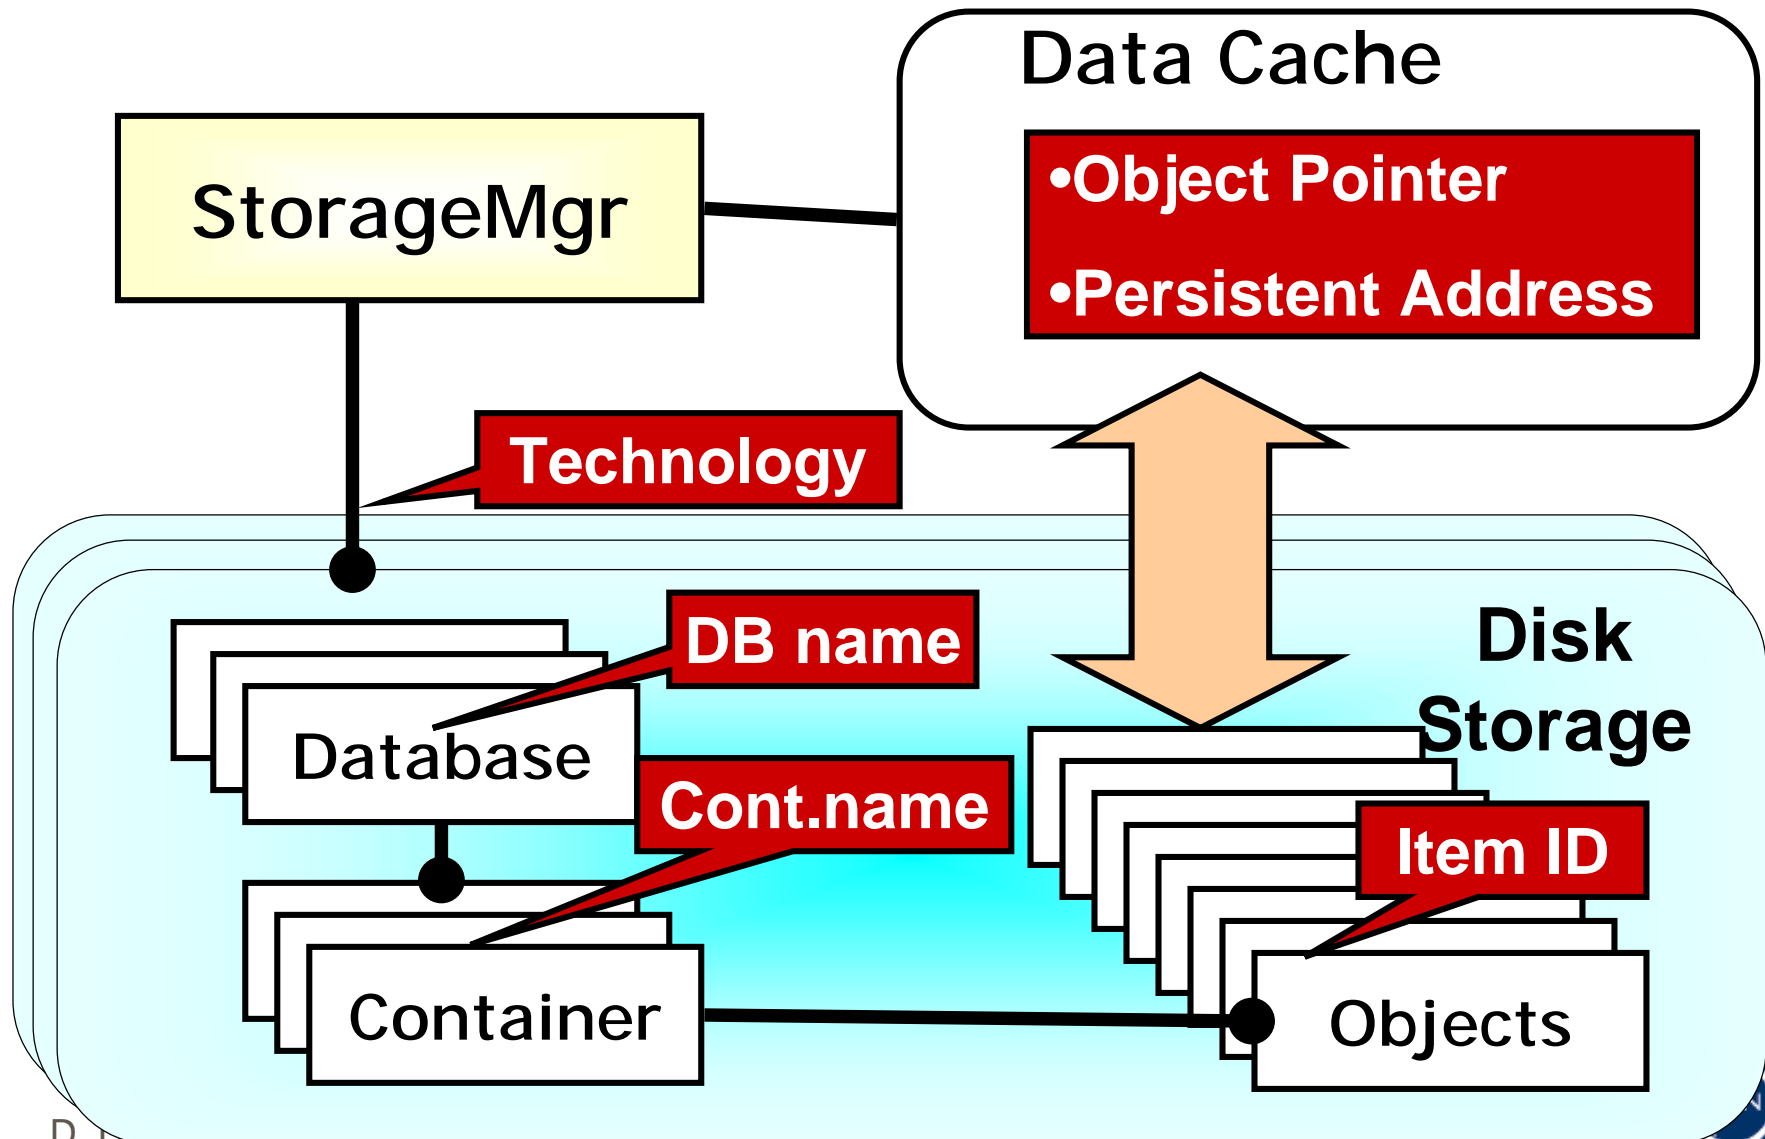 Data Cache
•Object Pointer
•Persistent Address
StorageMgr
Technology
DB name
Disk
Storage
Database
Cont.name
Item ID
Container
Objects